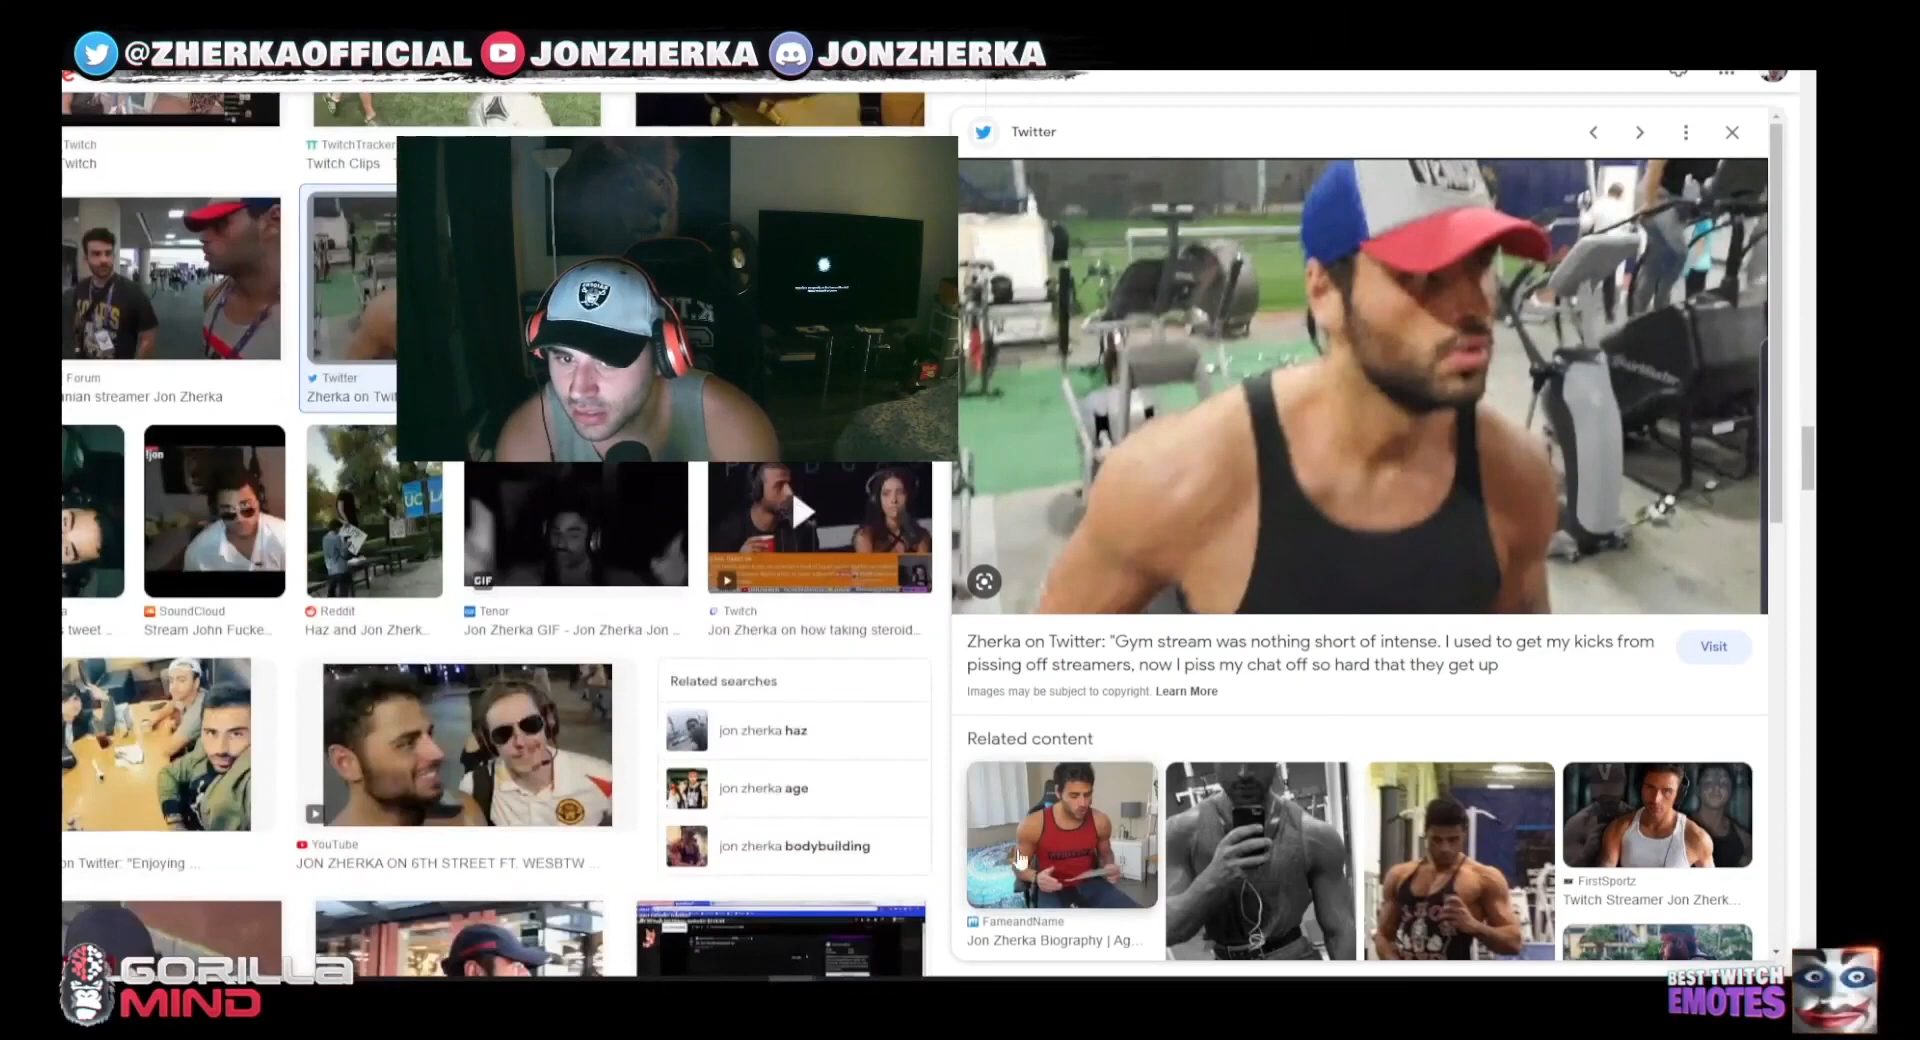 @ZHERKAOFFICIAL JONZHERKA JONZHERKA
Twitch
Twitch
TwitchTracker
Twitch Clips
Twitter
Forum
nian streamer Jon Zherka
Twitter
Zherka on Twit
!jon
UCLA
GIF
tweet ...
SoundCloud
Stream John Fucke...
Reddit
Haz and Jon Zherk...
Tenor
Jon Zherka GIF - Jon Zherka Jon ...
Twitch
Jon Zherka on how taking steroid...
Zherka on Twitter: "Gym stream was nothing short of intense. I used to get my kicks from
pissing off streamers, now I piss my chat off so hard that they get up
Visit
Images may be subject to copyright. Learn More
Related searches
jon zherka haz
jon zherka age
jon zherka bodybuilding
on Twitter: "Enjoying ...
YouTube
JON ZHERKA ON 6TH STREET FT. WESBTW ...
Related content
FameandName
Jon Zherka Biography | Ag...
FirstSportz
Twitch Streamer Jon Zherk...
GORILLA
MIND
BEST TWITCH
EMOTES